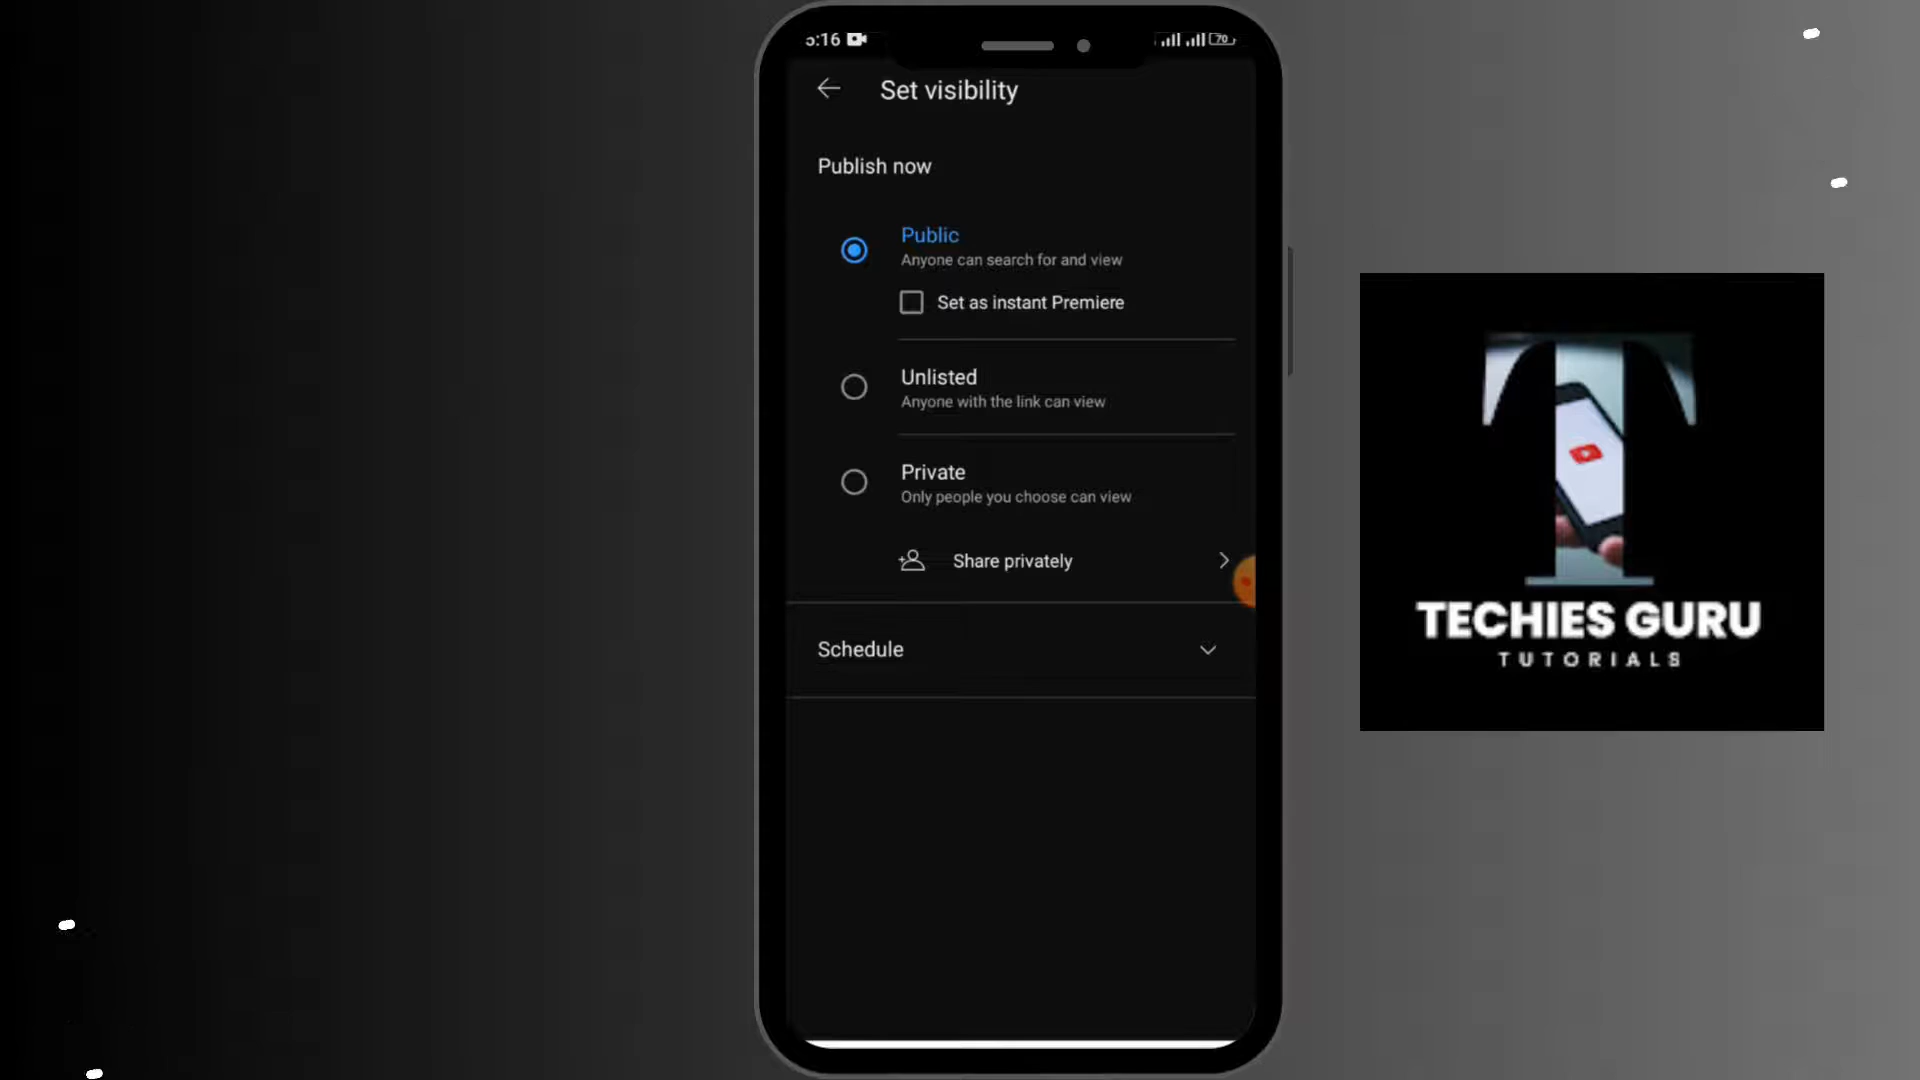 5:16
70
Set visibility
Publish now
Public
Anyone can search for and view
Set as instant Premiere
Unlisted
Anyone with the link can view
Private
Only people you choose can view
Share privately
Schedule
TECHIES GURU
TUTORIALS